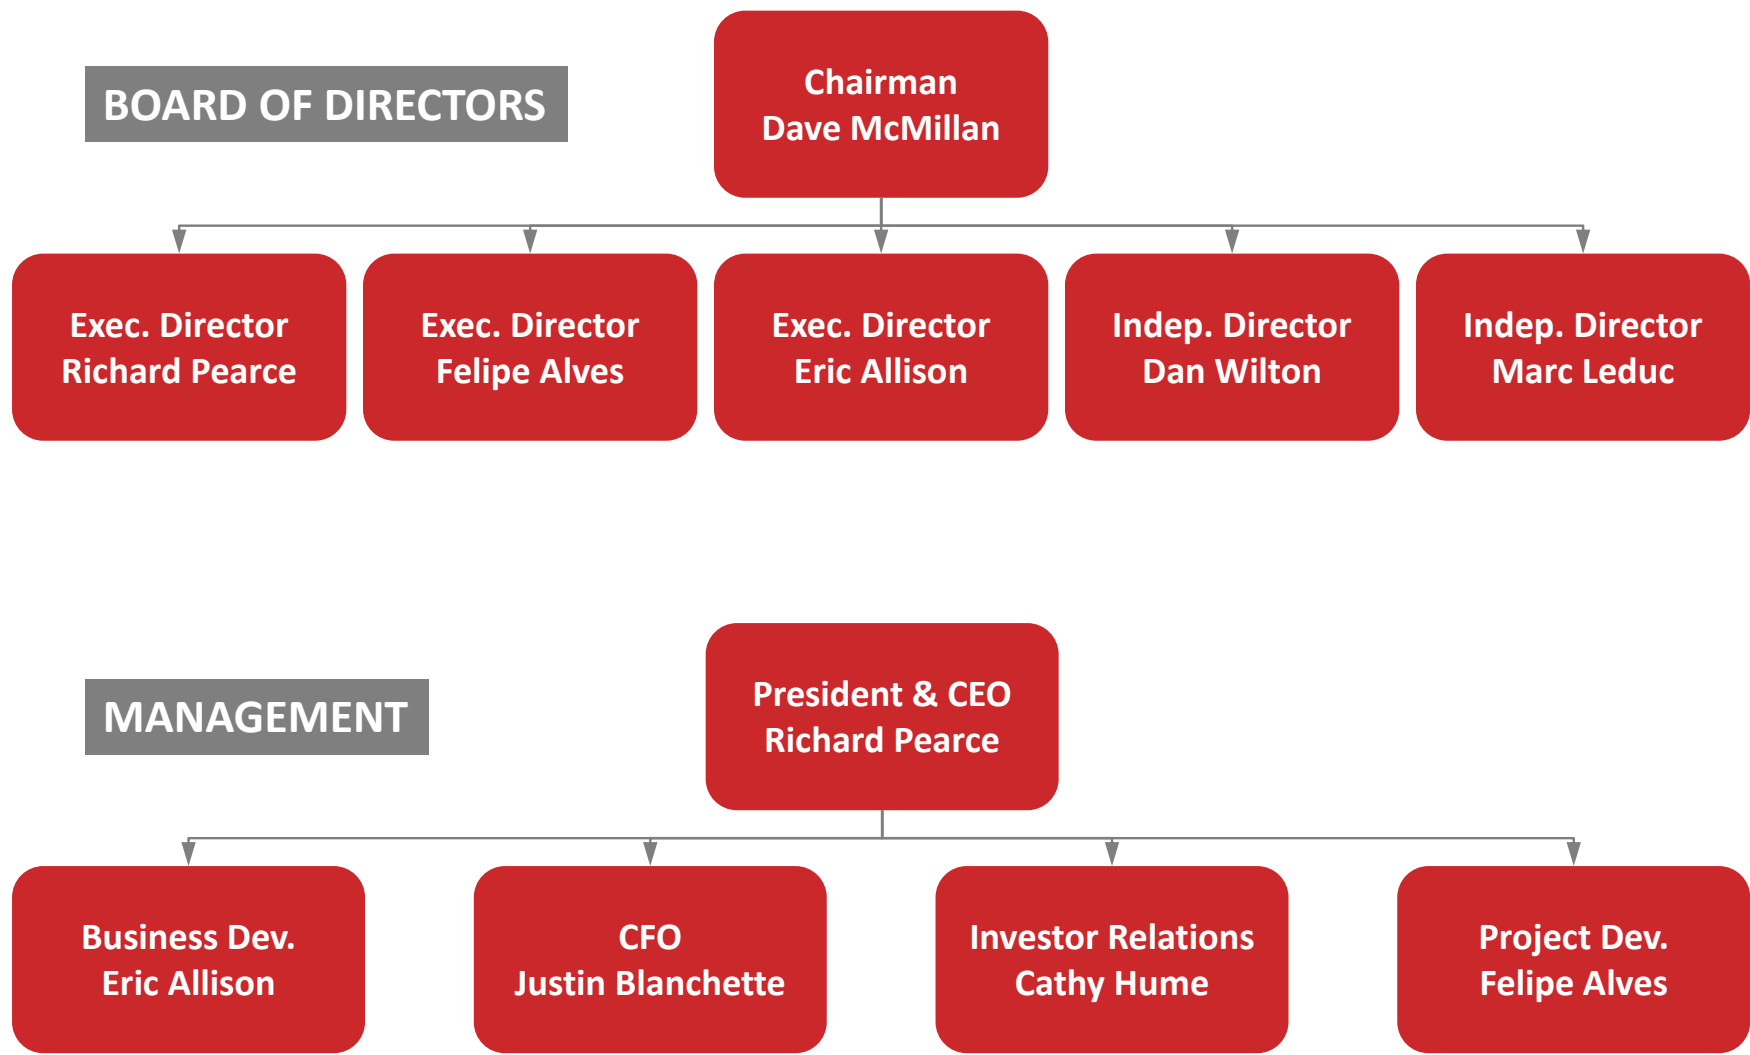 BOARD OF DIRECTORS
Chairman
Dave McMillan
Exec. Director
Richard Pearce
Exec. Director
Felipe Alves
Exec. Director
Eric Allison
Indep. Director
Dan Wilton
Indep. Director
Marc Leduc
MANAGEMENT
President & CEO
Richard Pearce
Business Dev.
Eric Allison
CFO
Justin Blanchette
Investor Relations
Cathy Hume
Project Dev.
Felipe Alves